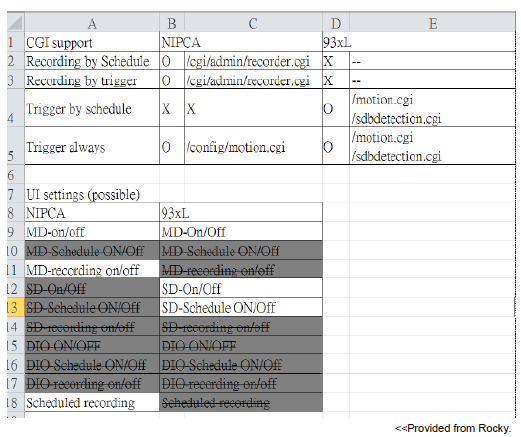 A B C D E
1 CGI support NIPCA 93xL
2 Recording by Schedule O /cgi/admin/recorder.cgi X --
3 Recording by trigger O /cgi/admin/recorder.cgi X --
4 Trigger by schedule X X O /motion.cgi
/sdbdetection.cgi
5 Trigger always O /config/motion.cgi O /motion.cgi
/sdbdetection.cgi
6
7 UI settings (possible)
8 NIPCA 93xL
9 MD-on/off MD-On/Off
10 MD-Schedule ON/Off MD-Schedule ON/Off
11 MD-recording on/off MD-recording on/off
12 SD-On/Off SD-On/Off
13 SD-Schedule ON/Off SD-Schedule ON/Off
14 SD-recording on/off SD-recording on/off
15 DIO-ON/OFF DIO-ON/OFF
16 DIO-Schedule ON/Off DIO-Schedule ON/Off
17 DIO-recording on/off DIO-recording on/off
18 Scheduled recording Scheduled recording
<<Provided from Rocky.